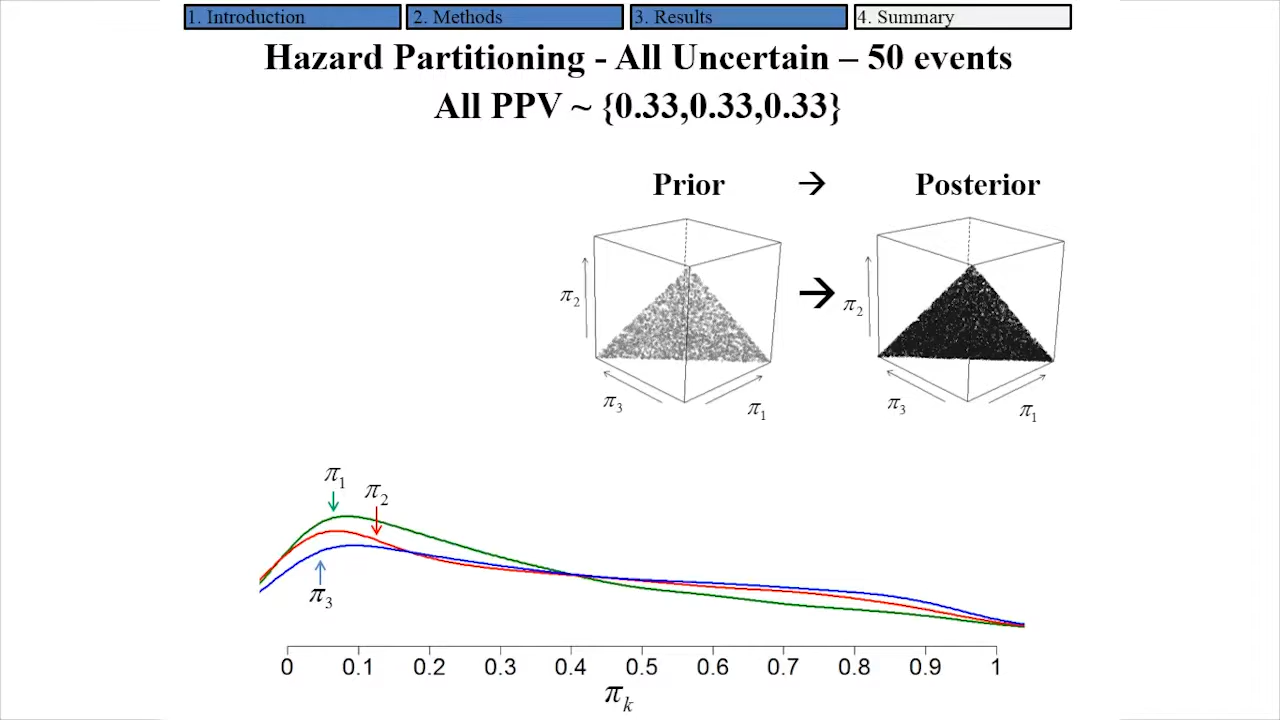 1. Introduction 2. Methods 3. Results 4. Summary
Hazard Partitioning - All Uncertain – 50 events
All PPV ~ {0.33,0.33,0.33}
Prior → Posterior
→
π2 π2
π3 π1 π3 π1
π1
π2
π3
0 0.1 0.2 0.3 0.4 0.5 0.6 0.7 0.8 0.9 1
πk